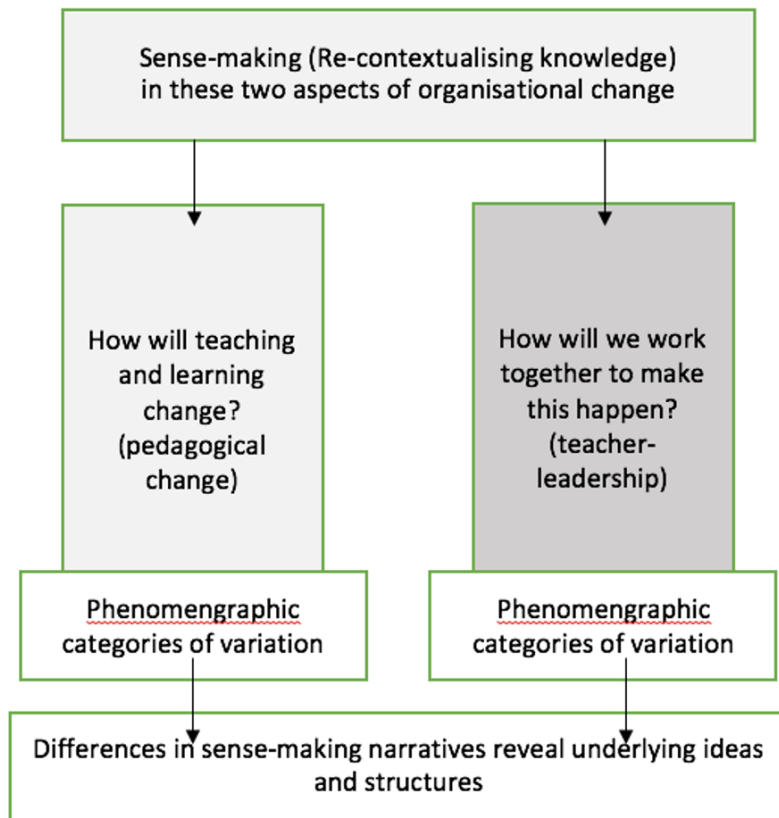 Sense-making (Re-contextualising knowledge)
in these two aspects of organisational change
How will teaching
and learning
change?
(pedagogical
change)
How will we work
together to make
this happen?
(teacher-
leadership)
Phenomengraphic
categories of variation
Phenomengraphic
categories of variation
Differences in sense-making narratives reveal underlying ideas
and structures